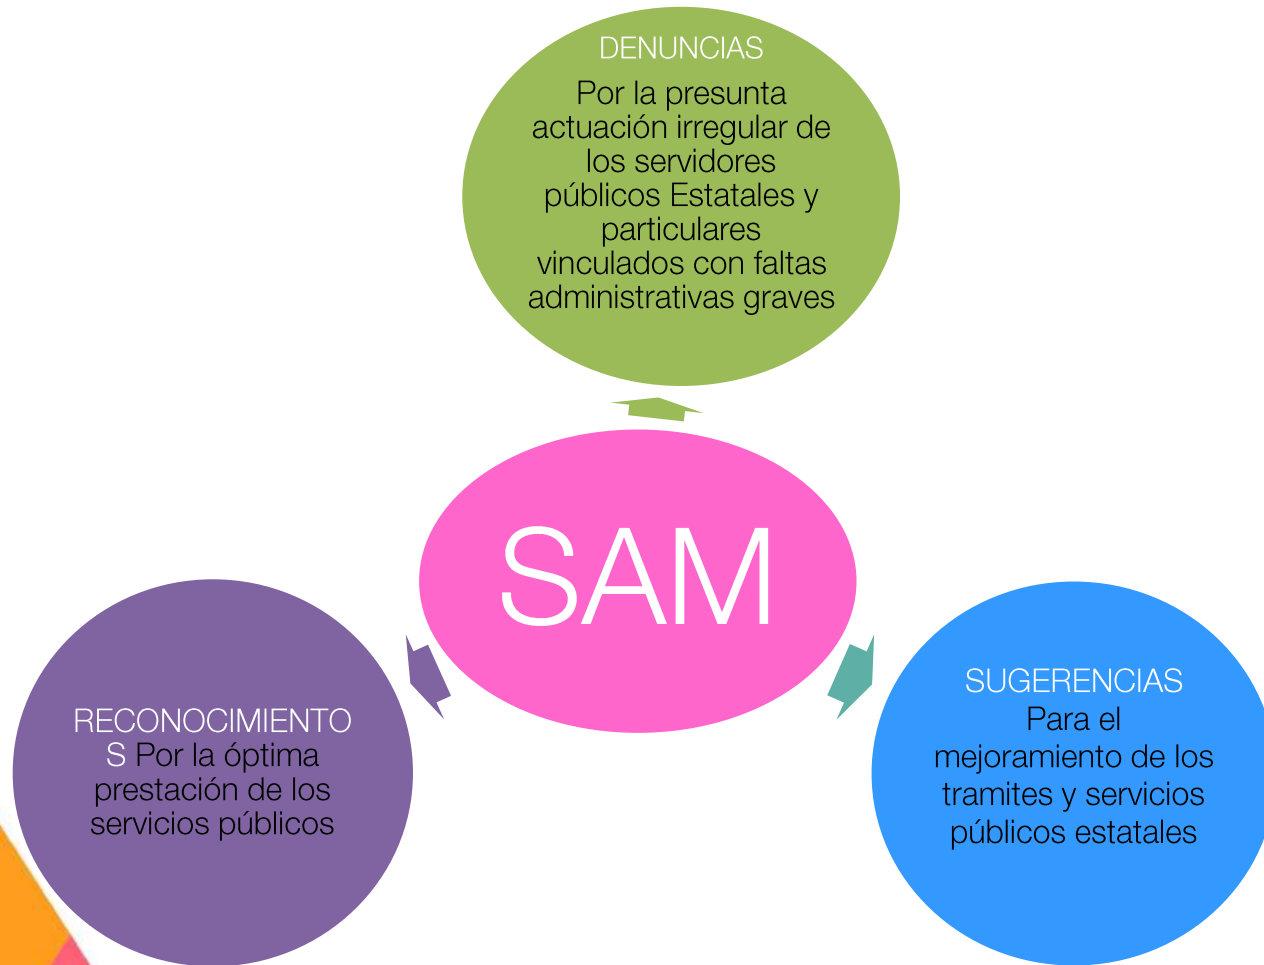 DENUNCIAS
Por la presunta
actuación irregular de
los servidores
públicos Estatales y
particulares
vinculados con faltas
administrativas graves
SAM
RECONOCIMIENTO
S Por la óptima
prestación de los
servicios públicos
SUGERENCIAS
Para el
mejoramiento de los
tramites y servicios
públicos estatales